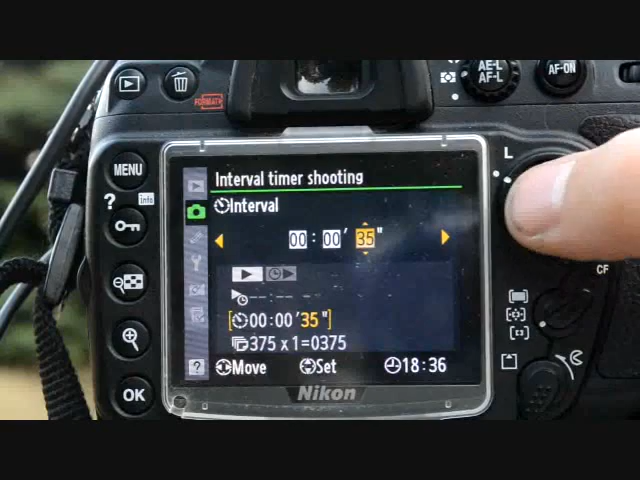 AE-L
AF-L
AF-ON
FORMAT
MENU
L
?
info
Interval timer shooting
Interval
00 : 00' 35"
CF
[00:00'35"]
375 x 1=0375
Move
Set
18:36
?
OK
Nikon